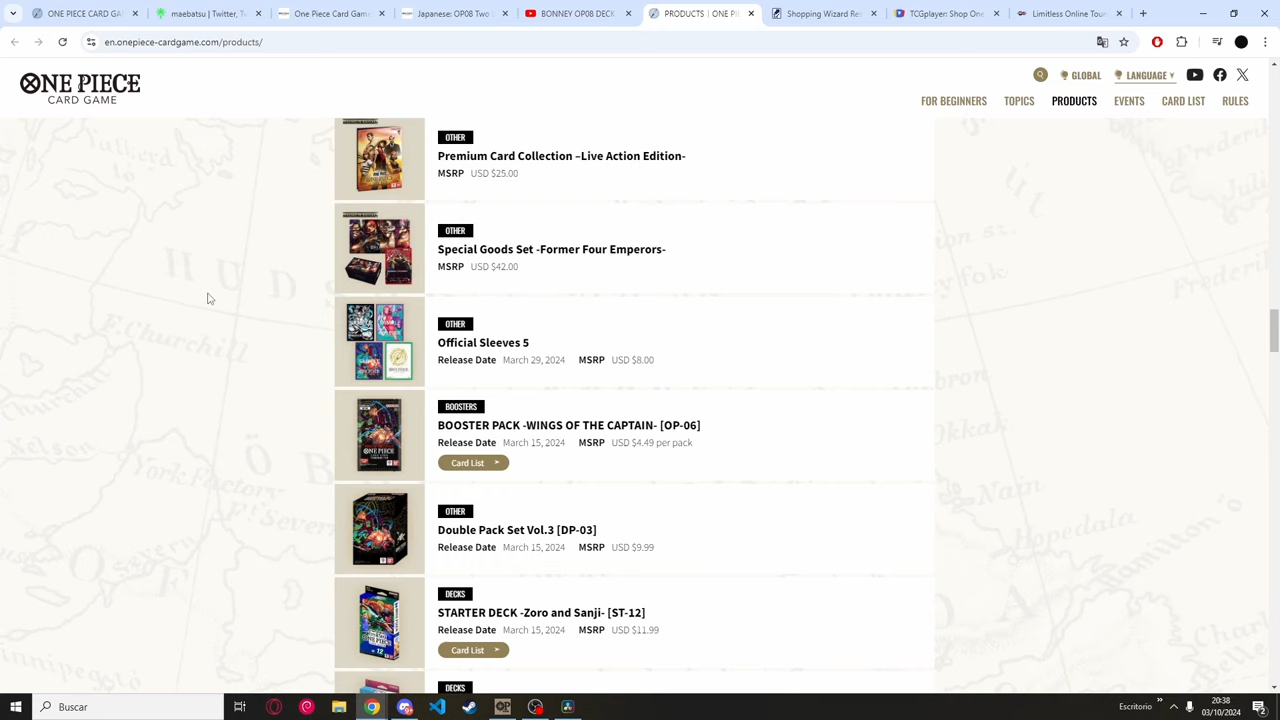 ONE PIECE CARD GA
maebatsu | Twitter, T
One Piece Card Game
Japanese: OP08 Two L
BONNEY OP08 DECK
PRODUCTS | ONE PI
Shopping Wizard Res
TCGplayer Shop One
Limitless Online Tour
en.onepiece-cardgame.com/products/
ONE PIECE
CARD GAME
GLOBAL
LANGUAGE
FOR BEGINNERS
TOPICS
PRODUCTS
EVENTS
CARD LIST
RULES
OTHER
Premium Card Collection –Live Action Edition-
MSRP USD $25.00
OTHER
Special Goods Set -Former Four Emperors-
MSRP USD $42.00
OTHER
Official Sleeves 5
Release Date March 29, 2024 MSRP USD $8.00
BOOSTERS
BOOSTER PACK -WINGS OF THE CAPTAIN- [OP-06]
Release Date March 15, 2024 MSRP USD $4.49 per pack
Card List ➣
OTHER
Double Pack Set Vol.3 [DP-03]
Release Date March 15, 2024 MSRP USD $9.99
DECKS
STARTER DECK -Zoro and Sanji- [ST-12]
Release Date March 15, 2024 MSRP USD $11.99
Card List ➣
DECKS
Buscar
Escritorio
20:38
03/10/2024
2